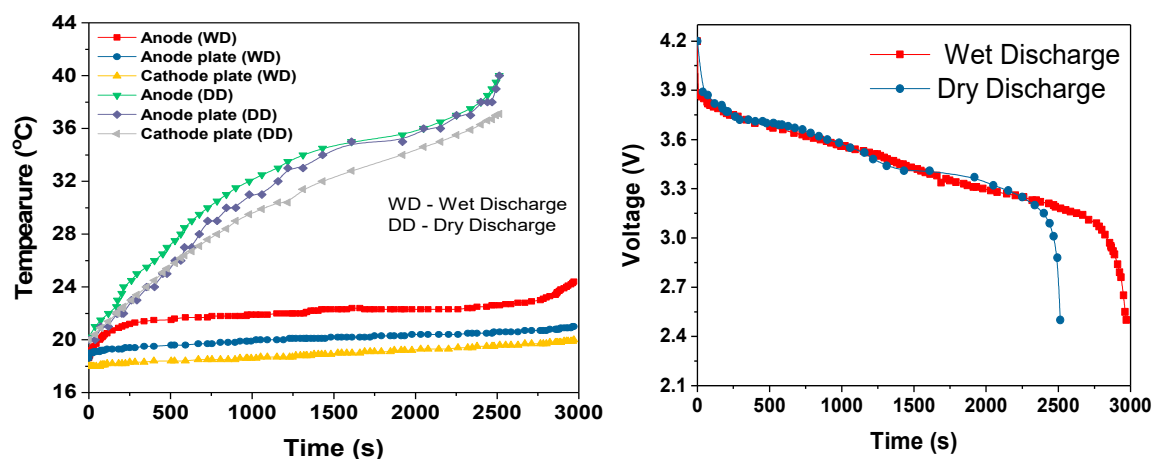 44
40
36
32
28
24
20
16
Tempearure (°C)
Anode (WD)
Anode plate (WD)
Cathode plate (WD)
Anode (DD)
Anode plate (DD)
Cathode plate (DD)
WD - Wet Discharge
DD - Dry Discharge
0 500 1000 1500 2000 2500 3000
Time (s)
4.2
3.9
3.6
3.3
3.0
2.7
2.4
2.1
Voltage (V)
Wet Discharge
Dry Discharge
0 500 1000 1500 2000 2500 3000
Time (s)